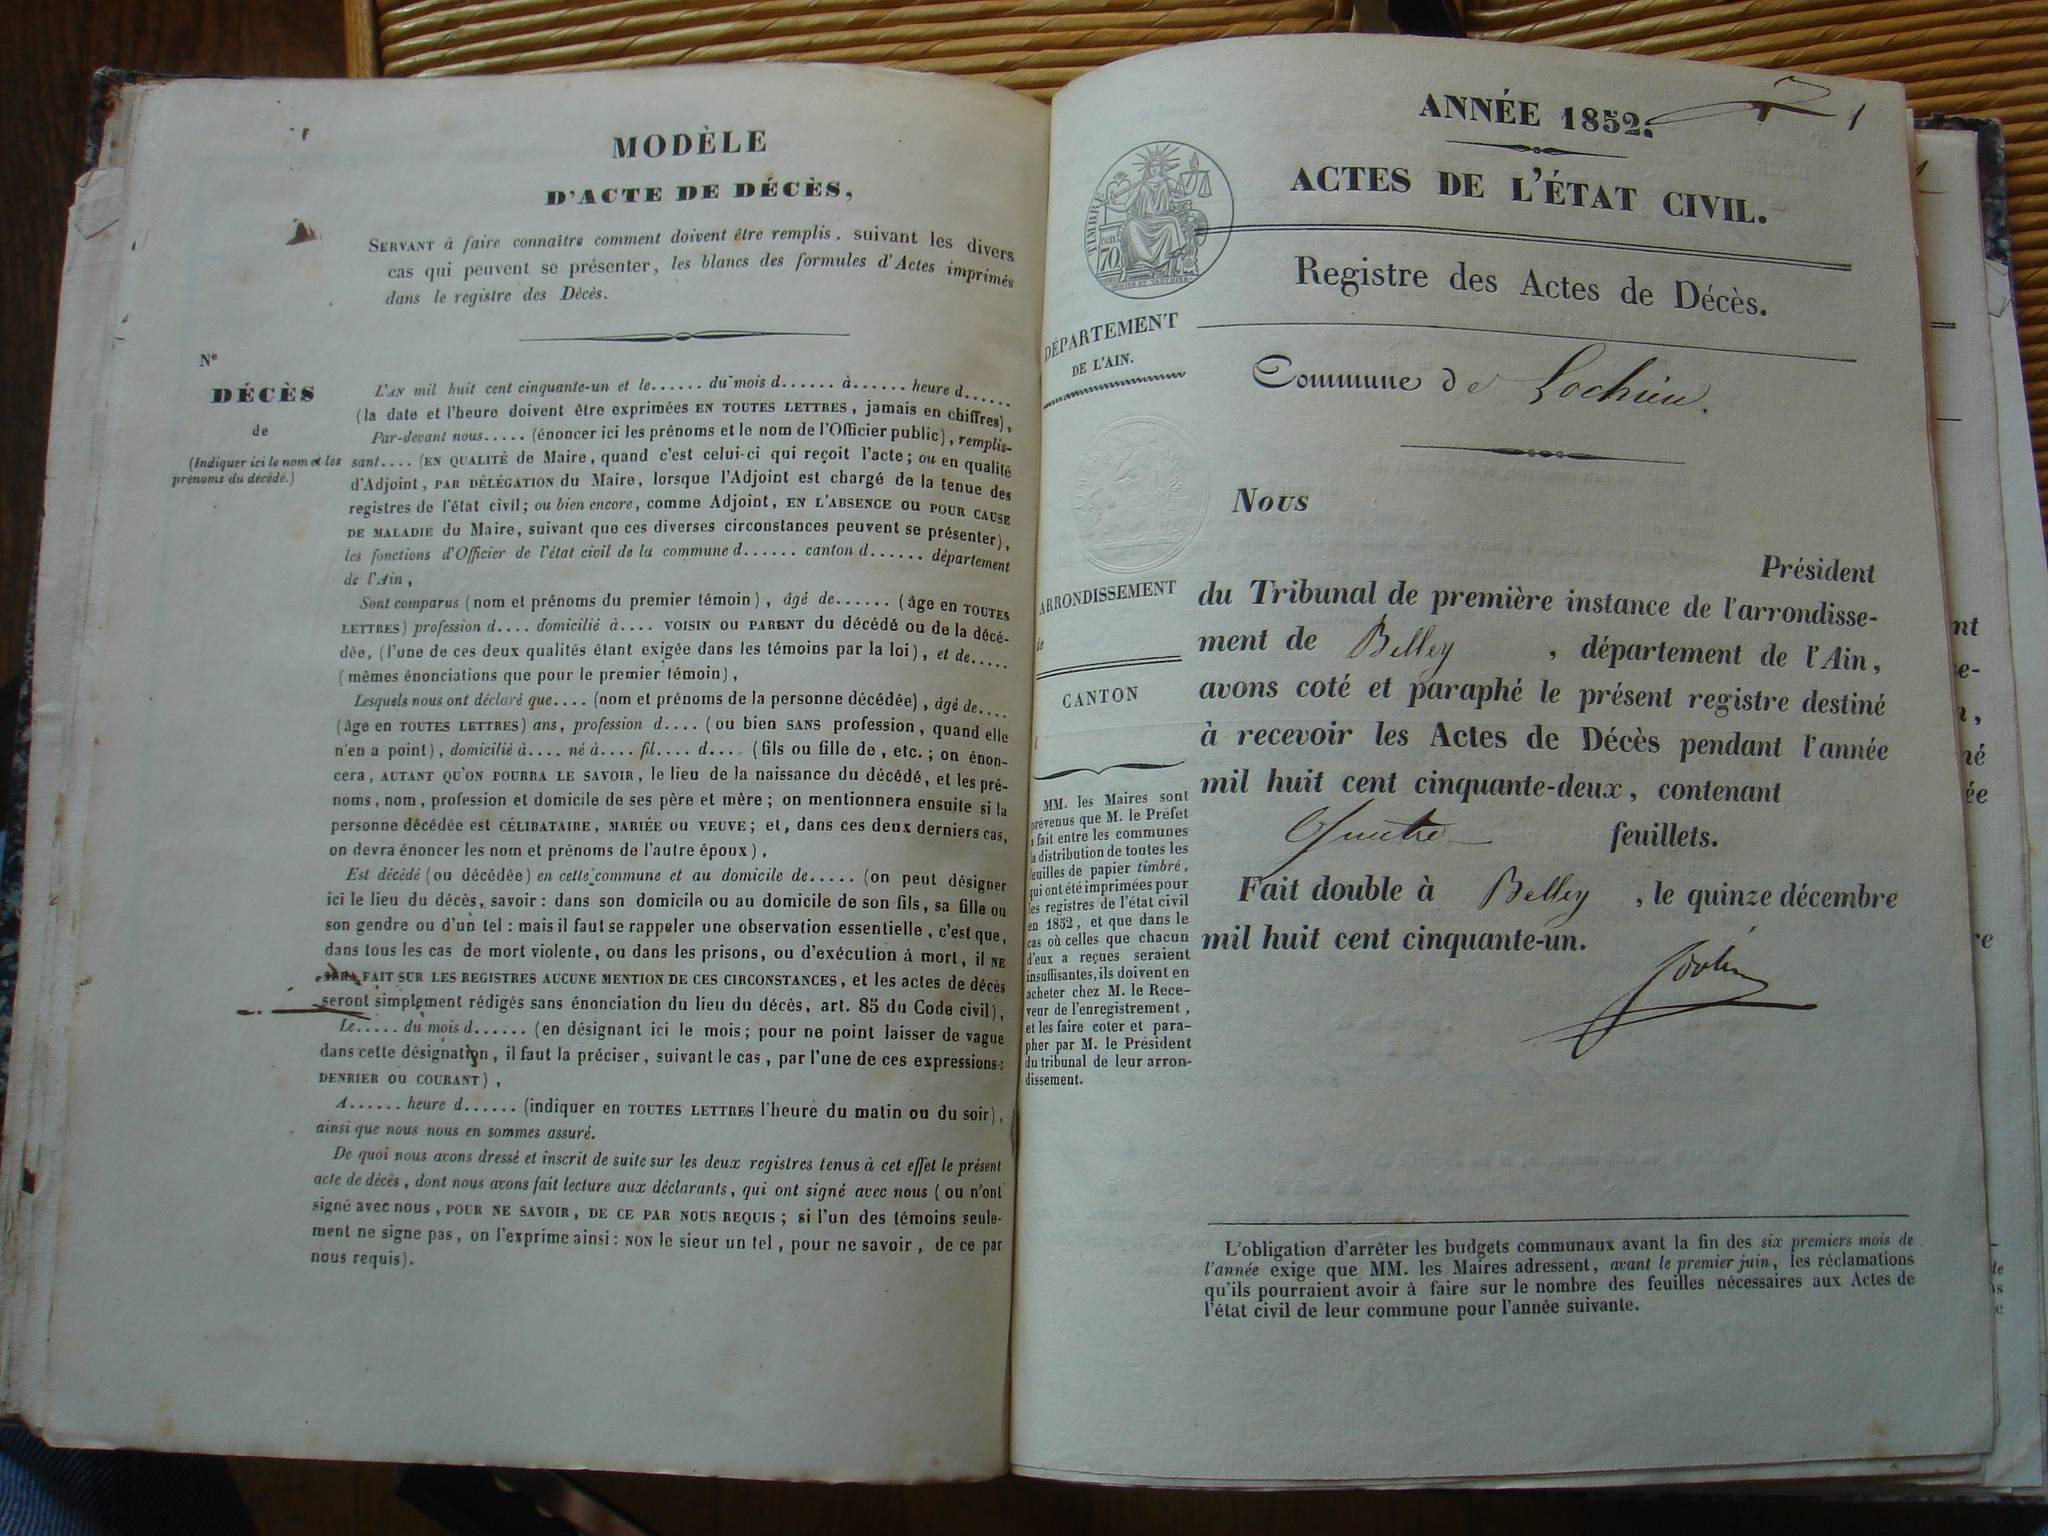 MODÈLE
D'ACTE DE DÉCÈS,
SERVANT à faire connaître comment doivent être remplis, suivant les divers
cas qui peuvent se présenter, les blancs des formules d'Actes imprimés
dans le registre des Décès.
N°
DÉCÈS
de
(Indiquer ici le nom et les
prénoms du décédé.)
L'AN mil huit cent cinquante-un et le...... du mois d...... à...... heure d......
(la date et l'heure doivent être exprimées EN TOUTES LETTRES, jamais en chiffres),
Par-devant nous..... (énoncer ici les prénoms et le nom de l'Officier public), remplis-
sant.... (EN QUALITÉ de Maire, quand c'est celui-ci qui reçoit l'acte; ou en qualité
d'Adjoint, PAR DÉLÉGATION du Maire, lorsque l'Adjoint est chargé de la tenue des
registres de l'état civil; ou bien encore, comme Adjoint, EN L'ABSENCE OU POUR CAUSE
DE MALADIE du Maire, suivant que ces diverses circonstances peuvent se présenter),
les fonctions d'Officier de l'état civil de la commune d...... canton d...... département
de l'Ain,
Sont comparus (nom et prénoms du premier témoin), âgé de...... (âge en TOUTES
LETTRES) profession d.... domicilié à.... VOISIN OU PARENT du décédé ou de la décé-
dée, (l'une de ces deux qualités étant exigée dans les témoins par la loi), et de.....
(mêmes énonciations que pour le premier témoin),
Lesquels nous ont déclaré que.... (nom et prénoms de la personne décédée), âgé de....
(âge en TOUTES LETTRES) ans, profession d.... (ou bien SANS profession, quand elle
n'en a point), domicilié à.... né à.... fil.... d.... (fils ou fille de, etc.; on énon-
cera, AUTANT QU'ON POURRA LE SAVOIR, le lieu de la naissance du décédé, et les pré-
noms, nom, profession et domicile de ses père et mère; on mentionnera ensuite si la
personne décédée est CÉLIBATAIRE, MARIÉE OU VEUVE; et, dans ces deux derniers cas,
on devra énoncer les nom et prénoms de l'autre époux),
Est décédé (ou décédée) en cette commune et au domicile de..... (on peut désigner
ici le lieu du décès, savoir: dans son domicile ou au domicile de son fils, sa fille ou
son gendre ou d'un tel: mais il faut se rappeler une observation essentielle, c'est que,
dans tous les cas de mort violente, ou dans les prisons, ou d'exécution à mort, il NE
SERA FAIT SUR LES REGISTRES AUCUNE MENTION DE CES CIRCONSTANCES, et les actes de décès
seront simplement rédigés sans énonciation du lieu du décès, art. 85 du Code civil),
Le..... du mois d...... (en désignant ici le mois; pour ne point laisser de vague
dans cette désignation, il faut la préciser, suivant le cas, par l'une de ces expressions:
DERNIER OU COURANT),
A...... heure d...... (indiquer en TOUTES LETTRES l'heure du matin ou du soir),
ainsi que nous nous en sommes assuré.
De quoi nous avons dressé et inscrit de suite sur les deux registres tenus à cet effet le présent
acte de décès, dont nous avons fait lecture aux déclarants, qui ont signé avec nous (ou n'ont
signé avec nous, POUR NE SAVOIR, DE CE PAR NOUS REQUIS; si l'un des témoins seule-
ment ne signe pas, on l'exprime ainsi: NON le sieur un tel, pour ne savoir, de ce par
nous requis).
1
ANNÉE 1852.
ACTES DE L'ÉTAT CIVIL.
TIMBRE
70
Registre des Actes de Décès.
DÉPARTEMENT
DE L'AIN.
Commune de Lochieu.
Nous
Président
du Tribunal de première instance de l'arrondisse-
ment de Belley, département de l'Ain,
avons coté et paraphé le présent registre destiné
à recevoir les Actes de Décès pendant l'année
mil huit cent cinquante-deux, contenant
Quatre feuillets.
Fait double à Belley, le quinze décembre
mil huit cent cinquante-un.
ARRONDISSEMENT
de
CANTON
MM. les Maires sont
prévenus que M. le Préfet
a fait entre les communes
la distribution de toutes les
feuilles de papier timbré,
qui ont été imprimées pour
les registres de l'état civil
en 1852, et que dans le
cas où celles que chacun
d'eux a reçues seraient
insuffisantes, ils doivent en
acheter chez M. le Rece-
veur de l'enregistrement,
et les faire coter et para-
pher par M. le Président
du tribunal de leur arron-
dissement.
L'obligation d'arrêter les budgets communaux avant la fin des six premiers mois de
l'année exige que MM. les Maires adressent, avant le premier juin, les réclamations
qu'ils pourraient avoir à faire sur le nombre des feuilles nécessaires aux Actes de
l'état civil de leur commune pour l'année suivante.